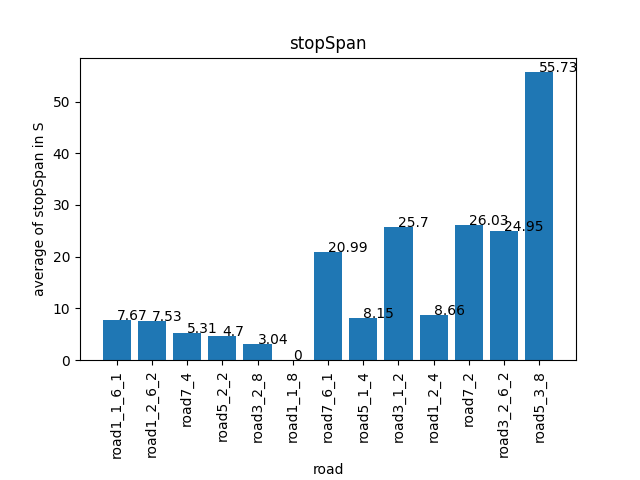 stopSpan
average of stopSpan in S
50
40
30
20
10
0
7.67
7.53
5.31
4.7
3.04
0
20.99
8.15
25.7
8.66
26.03
24.95
55.73
road1_1_6_1
road1_2_6_2
road7_4
road5_2_2
road3_2_8
road1_1_8
road7_6_1
road5_1_4
road3_1_2
road1_2_4
road7_2
road3_2_6_2
road5_3_8
road